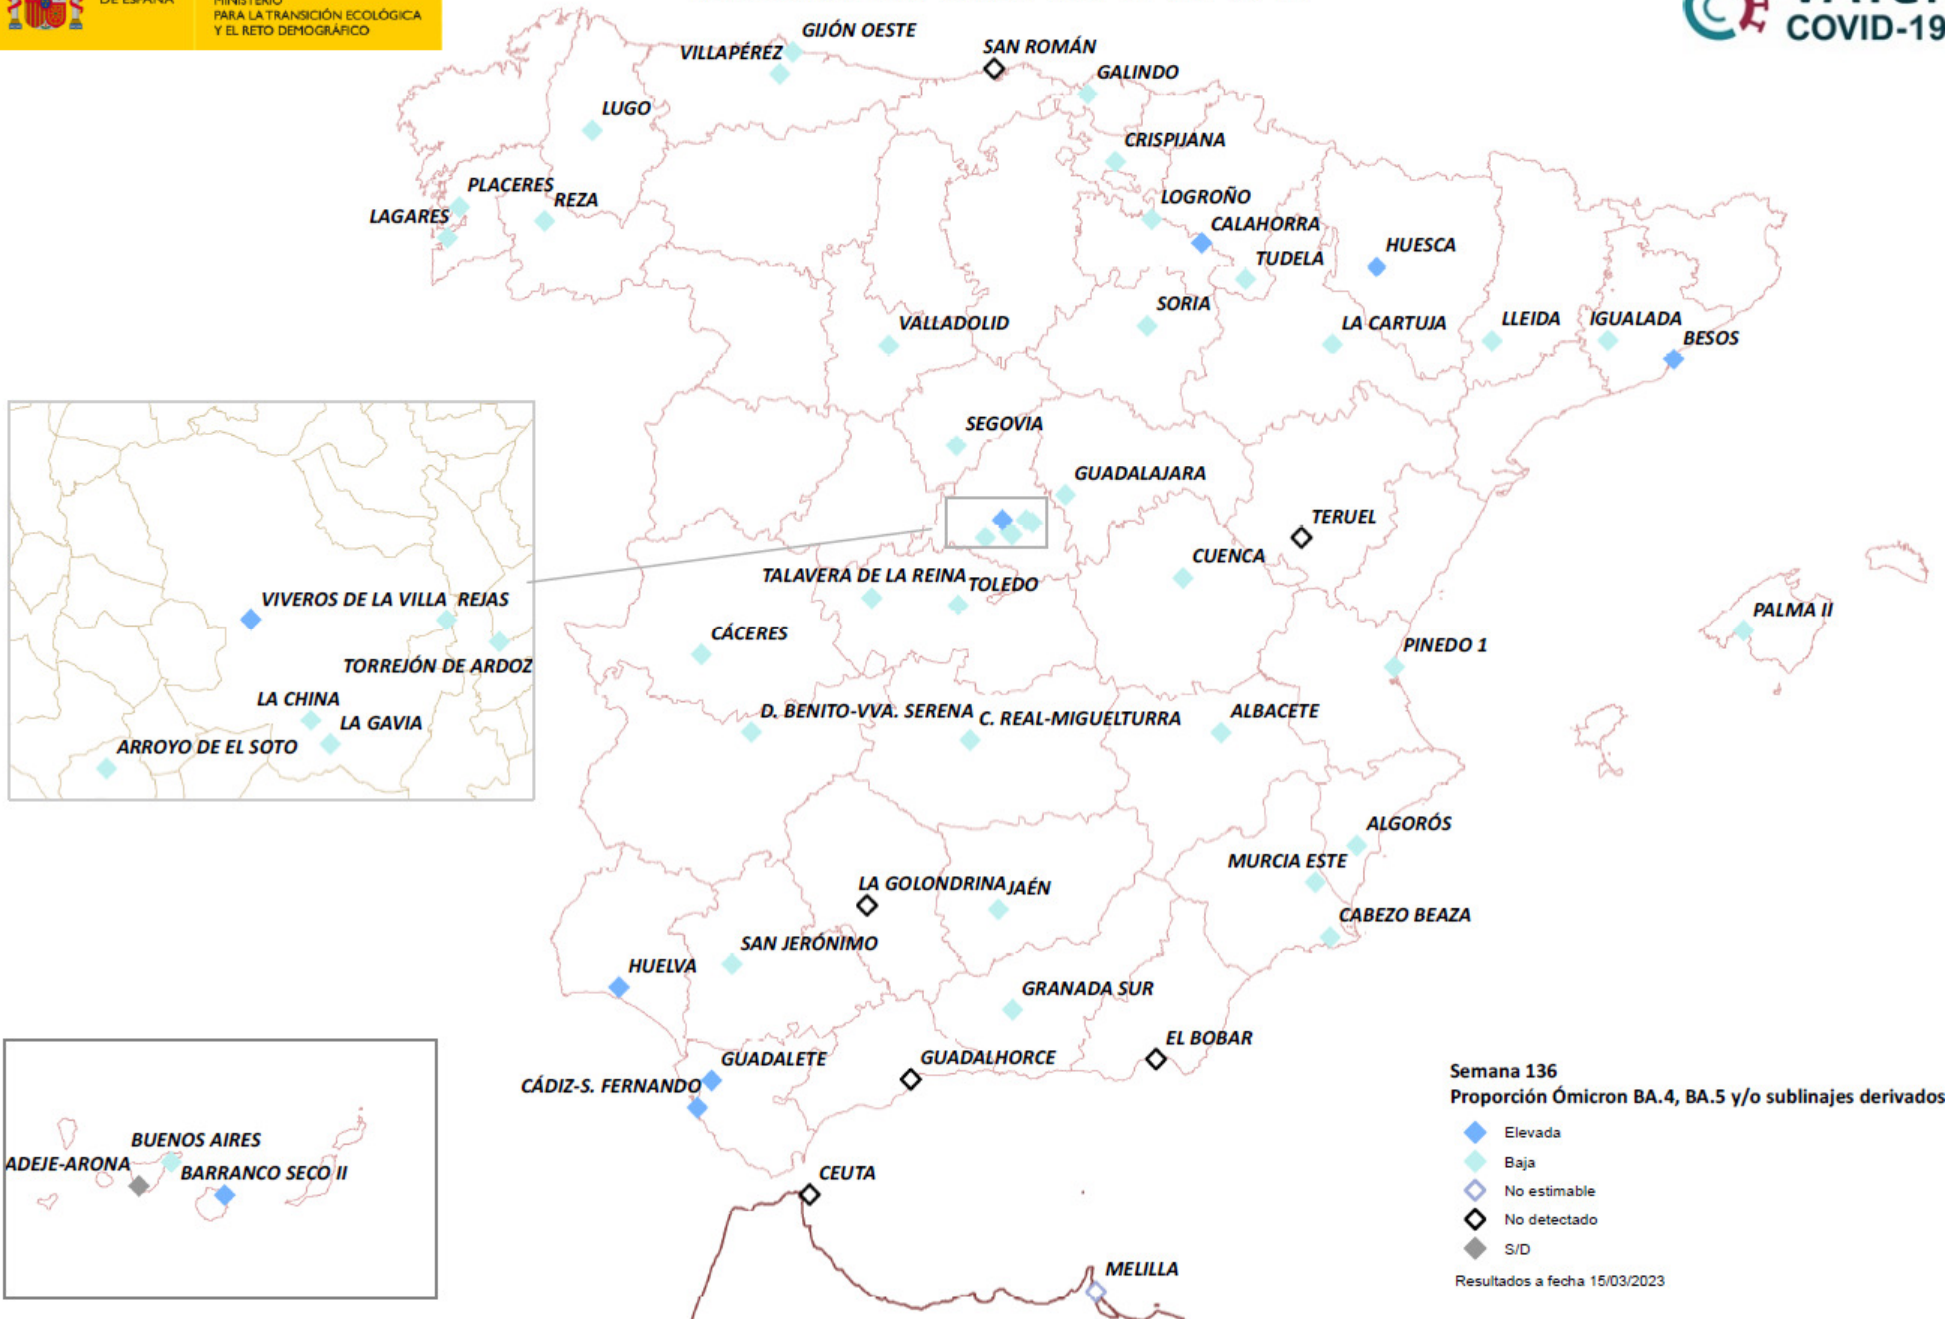 DE ESPAÑA
MINISTERIO
PARA LA TRANSICIÓN ECOLÓGICA
Y EL RETO DEMOGRÁFICO
COVID-19
GIJÓN OESTE
VILLAPÉREZ
SAN ROMÁN
GALINDO
LUGO
CRISPIJANA
PLACERES
REZA
LAGARES
LOGROÑO
CALAHORRA
TUDELA
HUESCA
SORIA
VALLADOLID
LA CARTUJA
LLEIDA
IGUALADA
BESOS
SEGOVIA
GUADALAJARA
TERUEL
CUENCA
TALAVERA DE LA REINA
TOLEDO
VIVEROS DE LA VILLA
REJAS
TORREJÓN DE ARDOZ
LA CHINA
LA GAVIA
ARROYO DE EL SOTO
CÁCERES
PALMA II
PINEDO 1
D. BENITO-VVA. SERENA
C. REAL-MIGUELTURRA
ALBACETE
ALGORÓS
MURCIA ESTE
LA GOLONDRINA
JAÉN
CABEZO BEAZA
SAN JERÓNIMO
HUELVA
GRANADA SUR
EL BOBAR
GUADALETE
GUADALHORCE
CÁDIZ-S. FERNANDO
BUENOS AIRES
ADEJE-ARONA
BARRANCO SECO II
CEUTA
MELILLA
Semana 136
Proporción Ómicron BA.4, BA.5 y/o sublinajes derivados
Elevada
Baja
No estimable
No detectado
S/D
Resultados a fecha 15/03/2023